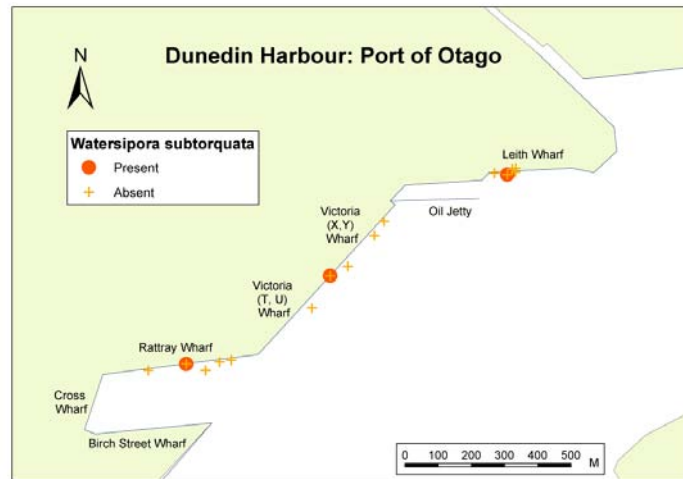 Dunedin Harbour: Port of Otago
N
Watersipora subtorquata
Present
Absent
Leith Wharf
Oil Jetty
Victoria
(X,Y)
Wharf
Victoria
(T, U)
Wharf
Rattray Wharf
Cross
Wharf
Birch Street Wharf
0 100 200 300 400 500
M